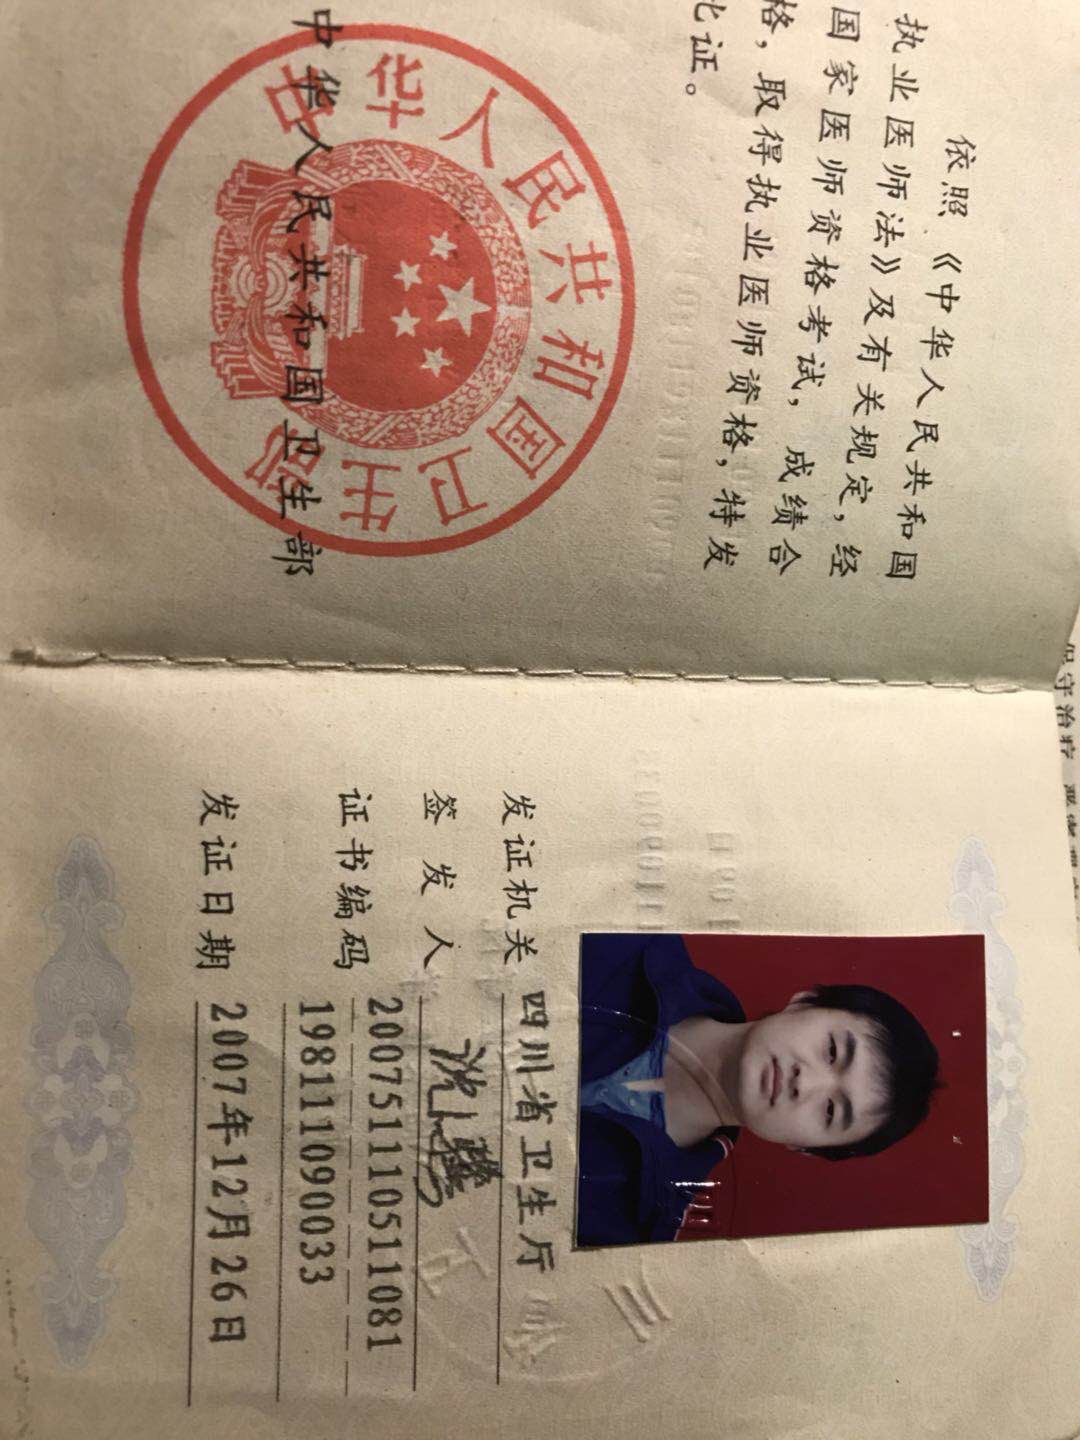 依照《中华人民共和国
执业医师法》及有关规定，经
国家医师资格考试，成绩合
格，取得执业医师资格，特发
此证。
中华人民共和国卫生部
中华人民共和国卫生部
发证机关 四川省卫生厅
签发人
证书编码 200751110511081
198111090033
发证日期 2007年12月26日
保守治疗